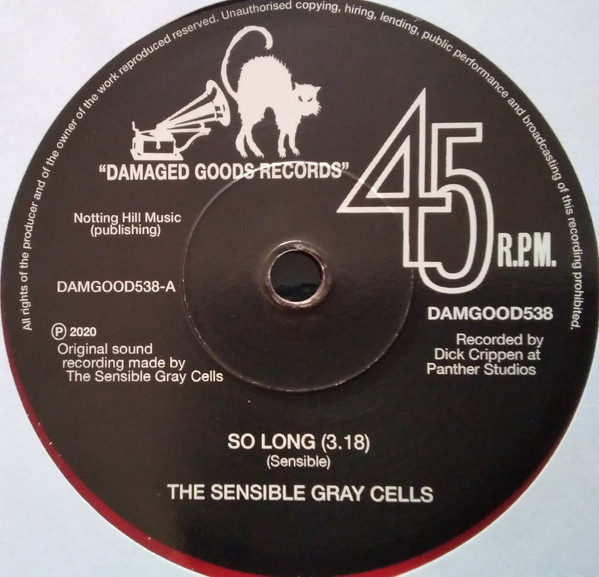 All rights of the producer and of the owner of the work reproduced reserved. Unauthorised copying, hiring, lending, public performance and broadcasting of this recording prohibited.
"DAMAGED GOODS RECORDS"
45
R.P.M.
Notting Hill Music
(publishing)
DAMGOOD538-A
DAMGOOD538
℗ 2020
Original sound
recording made by
The Sensible Gray Cells
Recorded by
Dick Crippen at
Panther Studios
SO LONG (3.18)
(Sensible)
THE SENSIBLE GRAY CELLS